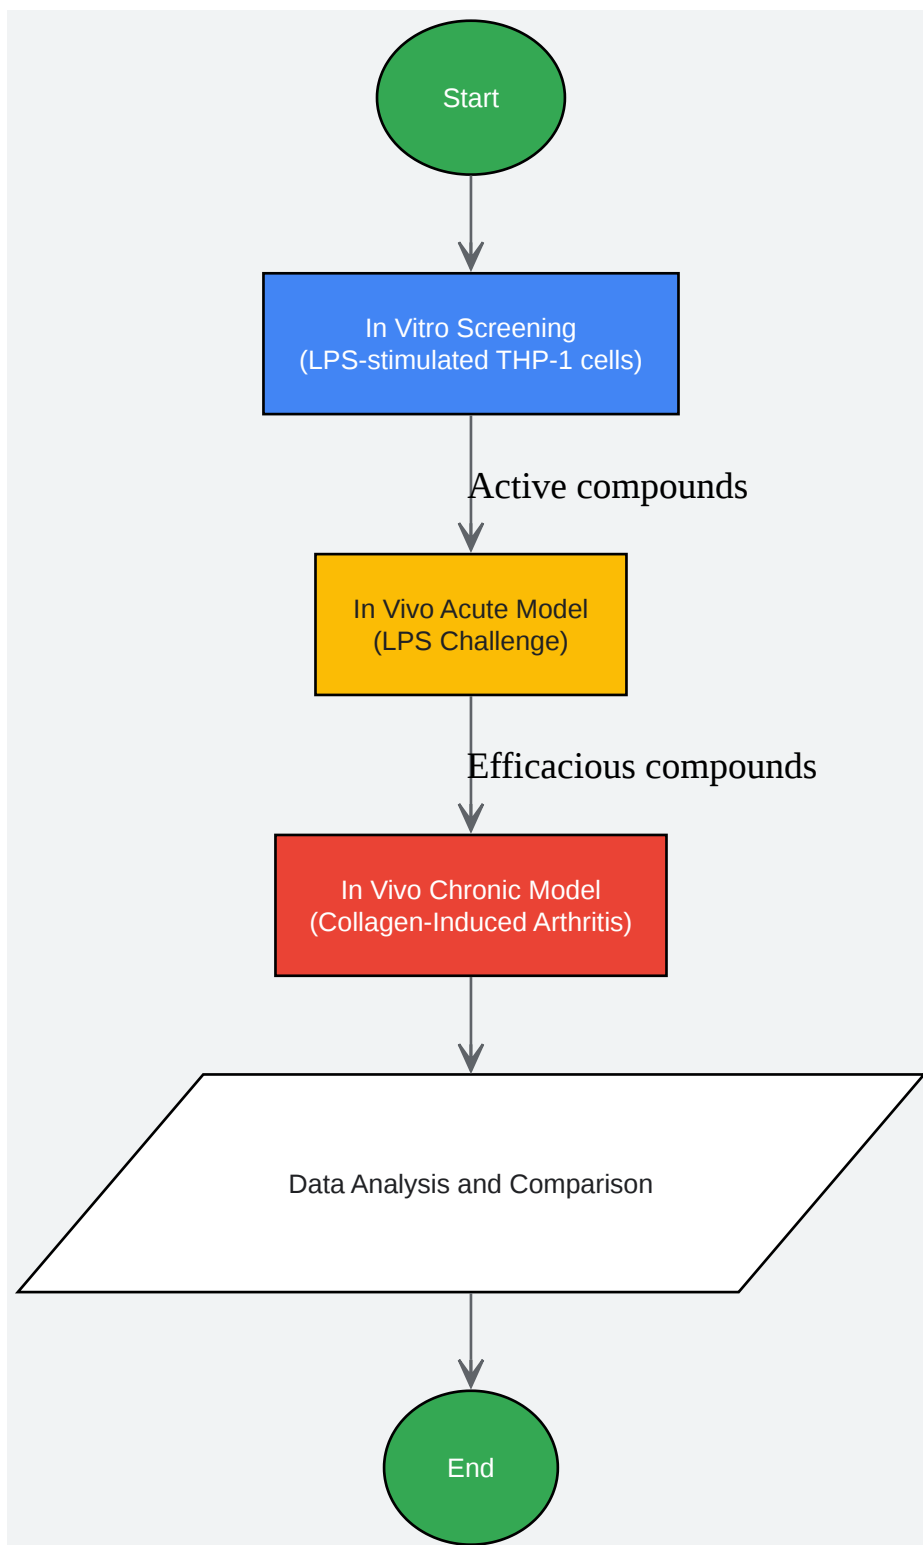 Start
In Vitro Screening
(LPS-stimulated THP-1 cells)
Active compounds
In Vivo Acute Model
(LPS Challenge)
Efficacious compounds
In Vivo Chronic Model
(Collagen-Induced Arthritis)
Data Analysis and Comparison
End